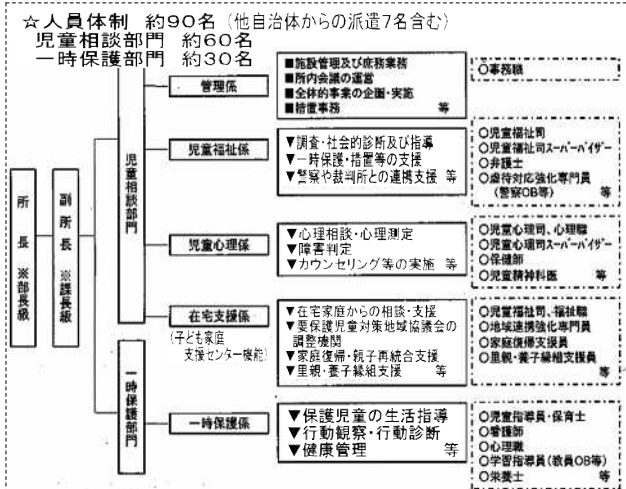 ☆人員体制 約90名(他自治体からの派遣7名含む)
児童相談部門 約60名
一時保護部門 約30名
所長 ※部長級
副所長 ※課長級
児童相談部門
管理係
■施設管理及び庶務業務
■所内会議の運営
■全体的事業の企画・実施
■措置事務 等
○事務職
児童福祉係
▼調査・社会的診断及び指導
▼一時保護・措置等の支援
▼警察や裁判所との連携支援 等
○児童福祉司
○児童福祉司スーパーバイザー
○弁護士
○虐待対応強化専門員
(警察OB等) 等
児童心理係
▼心理相談・心理測定
▼障害判定
▼カウンセリング等の実施 等
○児童心理司、心理職
○児童心理司スーパーバイザー
○保健師
○児童精神科医 等
在宅支援係
(子ども家庭
支援センター機能)
▼在宅家庭からの相談・支援
▼要保護児童対策地域協議会の
調整機関
▼家庭復帰・親子再統合支援
▼里親・養子縁組支援 等
○児童福祉司、福祉職
○地域連携強化専門員
○家庭復帰支援員
○里親・養子縁組支援員
等
一時保護部門
一時保護係
▼保護児童の生活指導
▼行動観察・行動診断
▼健康管理 等
○児童指導員・保育士
○看護師
○心理職
○学習指導員(教員OB等)
○栄養士 等